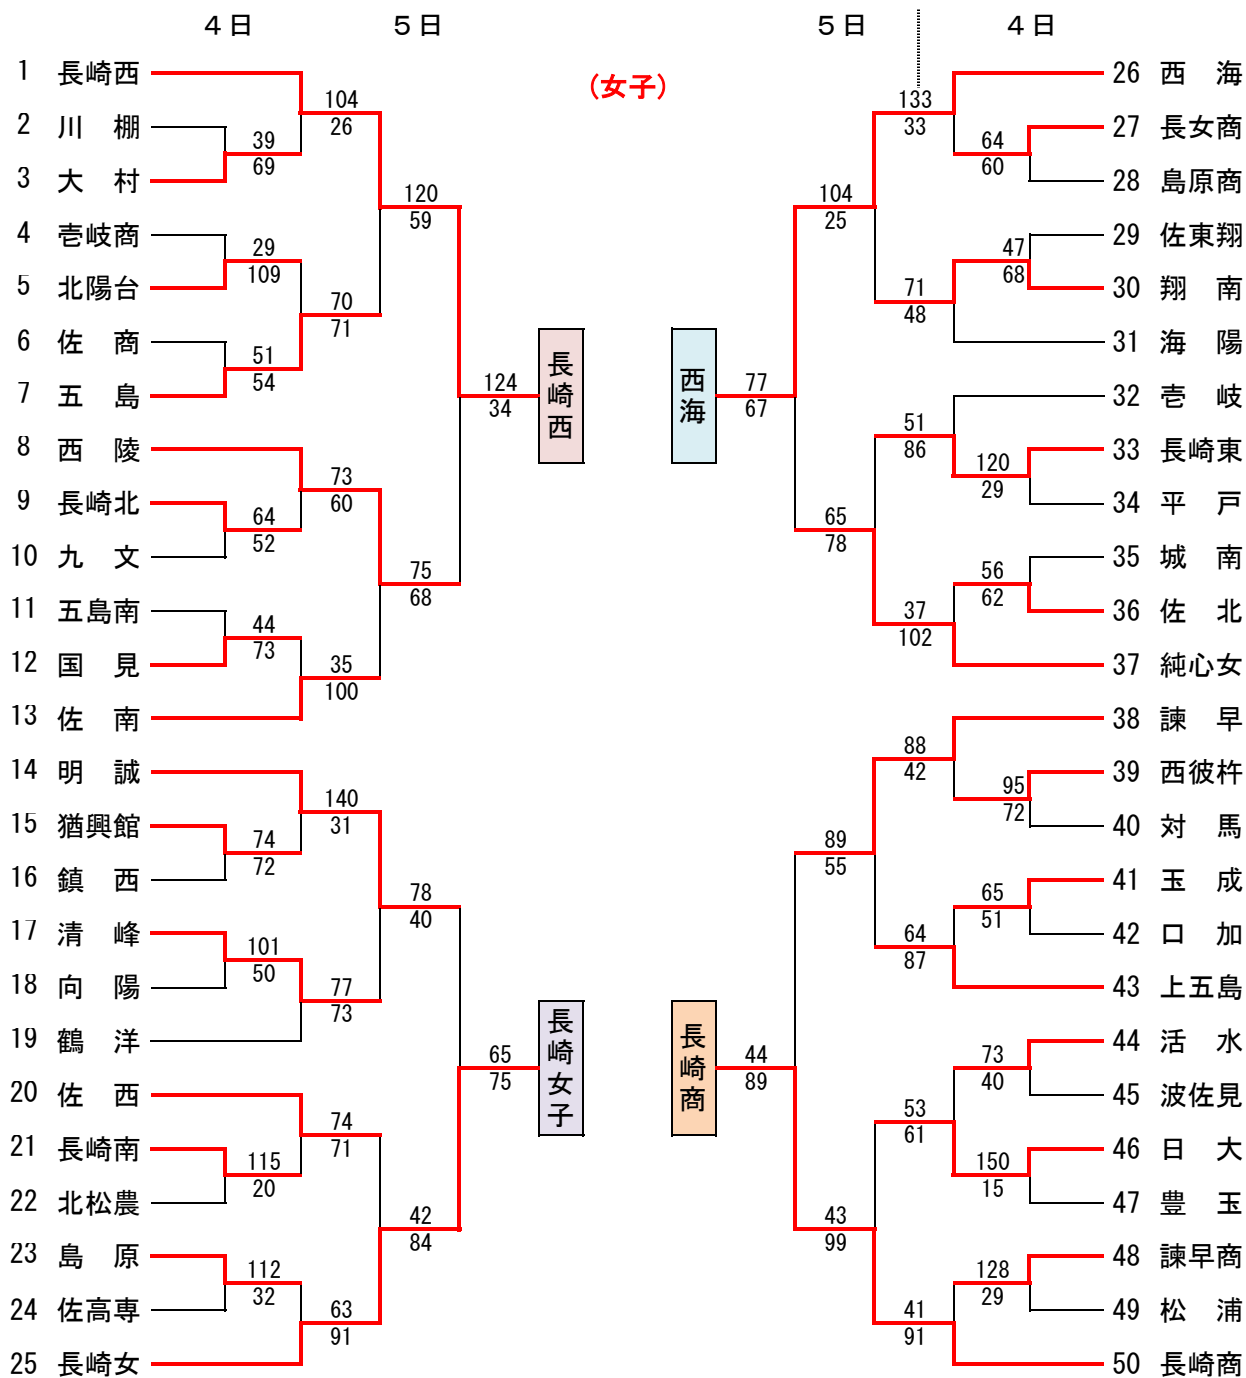 4日 5日 5日 4日
(女子)
1 長崎西
2 川 棚
3 大 村
4 壱岐商
5 北陽台
6 佐 商
7 五 島
8 西 陵
9 長崎北
10 九 文
11 五島南
12 国 見
13 佐 南
14 明 誠
15 猶興館
16 鎮 西
17 清 峰
18 向 陽
19 鶴 洋
20 佐 西
21 長崎南
22 北松農
23 島 原
24 佐高専
25 長崎女
39
69
29
109
51
54
64
52
44
73
74
72
101
50
115
20
112
32
104
26
70
71
73
60
35
100
140
31
77
73
74
71
63
91
120
59
75
68
78
40
42
84
124
34
65
75
長崎西
長崎女子
西海
長崎商
77
67
44
89
104
25
65
78
89
55
43
99
133
33
71
48
51
86
37
102
88
42
64
87
53
61
41
91
64
60
47
68
120
29
56
62
95
72
65
51
73
40
150
15
128
29
26 西 海
27 長女商
28 島原商
29 佐東翔
30 翔 南
31 海 陽
32 壱 岐
33 長崎東
34 平 戸
35 城 南
36 佐 北
37 純心女
38 諫 早
39 西彼杵
40 対 馬
41 玉 成
42 口 加
43 上五島
44 活 水
45 波佐見
46 日 大
47 豊 玉
48 諫早商
49 松 浦
50 長崎商